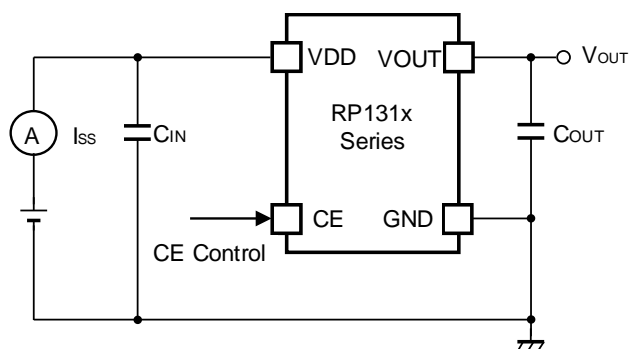 VDD
VOUT
VOUT
RP131x
Series
A
ISS
CIN
COUT
CE
GND
CE Control